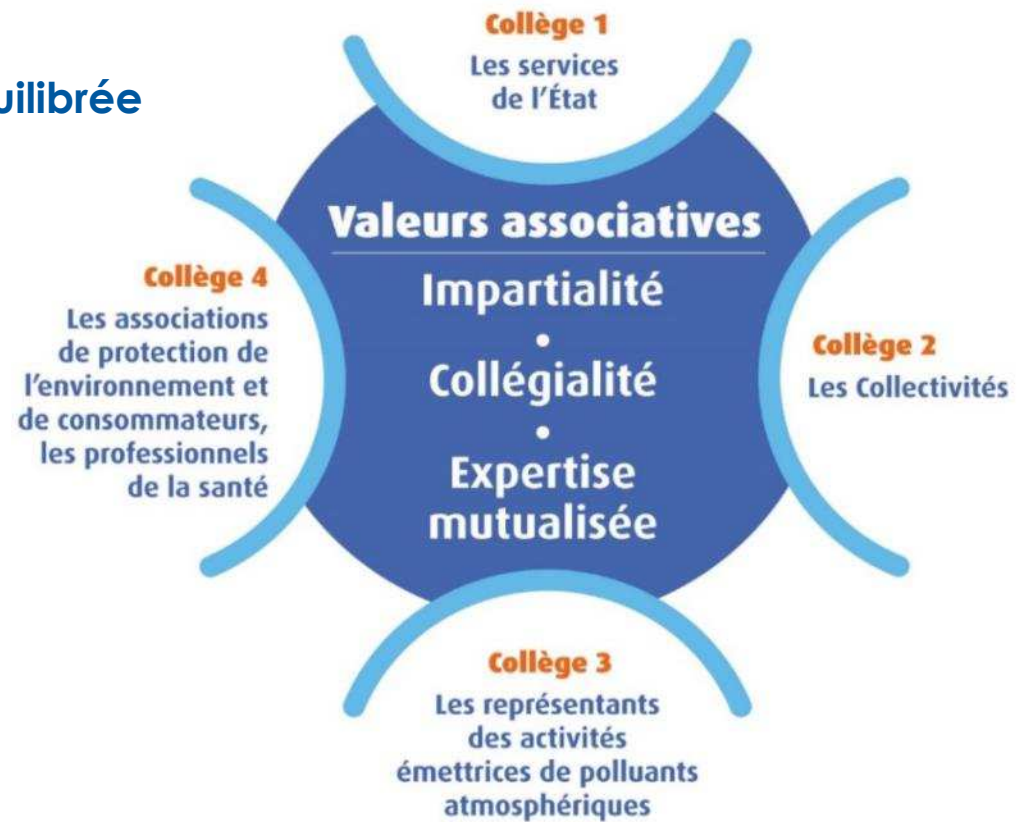 Collège 1
Les services
de l'État
uilibrée
Valeurs associatives
Impartialité
•
Collégialité
•
Expertise
mutualisée
Collège 4
Les associations
de protection de
l'environnement et
de consommateurs,
les professionnels
de la santé
Collège 2
Les Collectivités
Collège 3
Les représentants
des activités
émettrices de polluants
atmosphériques